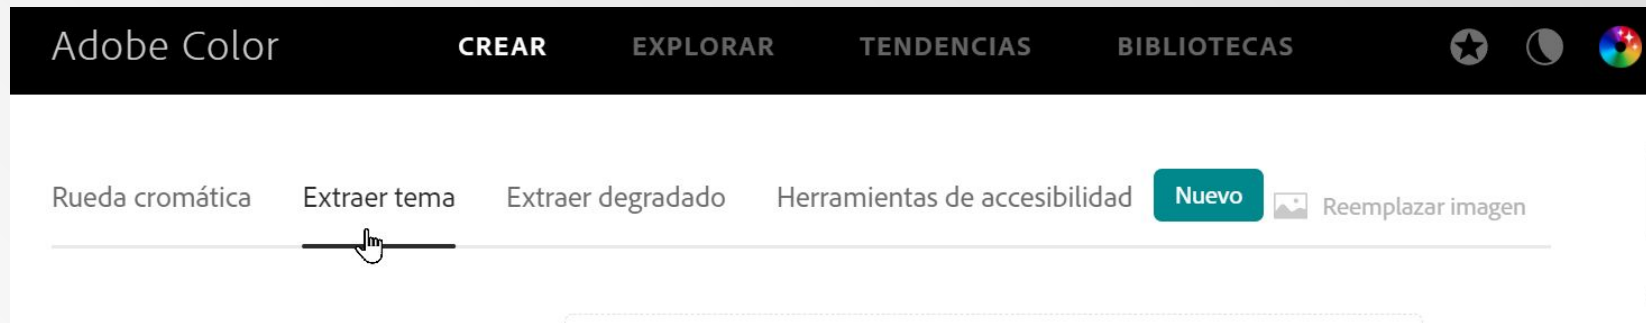 Adobe Color CREAR EXPLORAR TENDENCIAS BIBLIOTECAS
Rueda cromática Extraer tema Extraer degradado Herramientas de accesibilidad Nuevo Reemplazar imagen